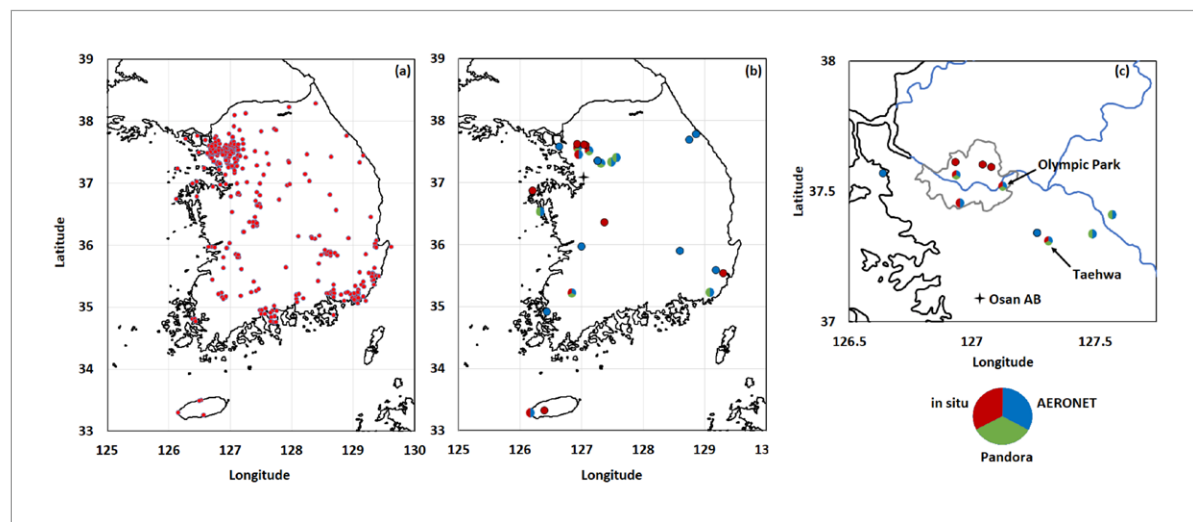 (a)
39
38
37
36
35
34
33
Latitude
125 126 127 128 129 130
Longitude
(b)
39
38
37
36
35
34
33
Latitude
125 126 127 128 129 13
Longitude
(c)
38
37.5
37
Latitude
Olympic Park
Taehwa
Osan AB
126.5 127 127.5
Longitude
in situ AERONET
Pandora